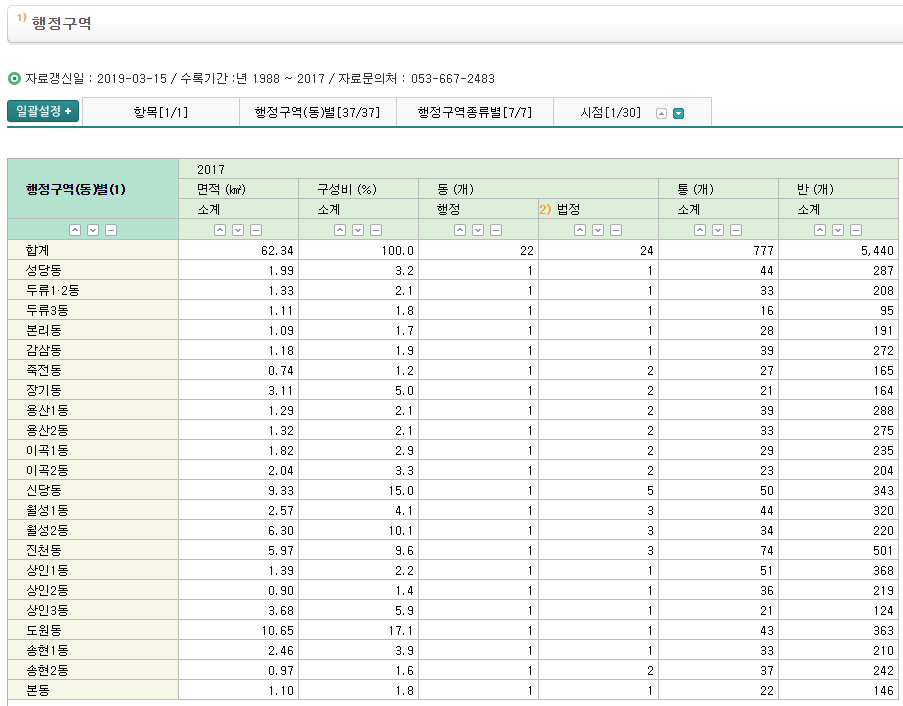 1) 행정구역
자료갱신일 : 2019-03-15 / 수록기간 :년 1988 ~ 2017 / 자료문의처 : 053-667-2483
일괄설정 + 항목[1/1] 행정구역(동)별[37/37] 행정구역종류별[7/7] 시점[1/30]
행정구역(동)별(1) 2017
면적 (㎢) 구성비 (%) 동 (개) 통 (개) 반 (개)
소계 소계 행정 2) 법정 소계 소계
합계 62.34 100.0 22 24 777 5,440
성당동 1.99 3.2 1 1 44 287
두류1·2동 1.33 2.1 1 1 33 208
두류3동 1.11 1.8 1 1 16 95
본리동 1.09 1.7 1 1 28 191
감삼동 1.18 1.9 1 1 39 272
죽전동 0.74 1.2 1 2 27 165
장기동 3.11 5.0 1 2 21 164
용산1동 1.29 2.1 1 2 39 288
용산2동 1.32 2.1 1 2 33 275
이곡1동 1.82 2.9 1 2 29 235
이곡2동 2.04 3.3 1 2 23 204
신당동 9.33 15.0 1 5 50 343
월성1동 2.57 4.1 1 3 44 320
월성2동 6.30 10.1 1 3 34 220
진천동 5.97 9.6 1 3 74 501
상인1동 1.39 2.2 1 1 51 368
상인2동 0.90 1.4 1 1 36 219
상인3동 3.68 5.9 1 1 21 124
도원동 10.65 17.1 1 1 43 363
송현1동 2.46 3.9 1 1 33 210
송현2동 0.97 1.6 1 2 37 242
본동 1.10 1.8 1 1 22 146